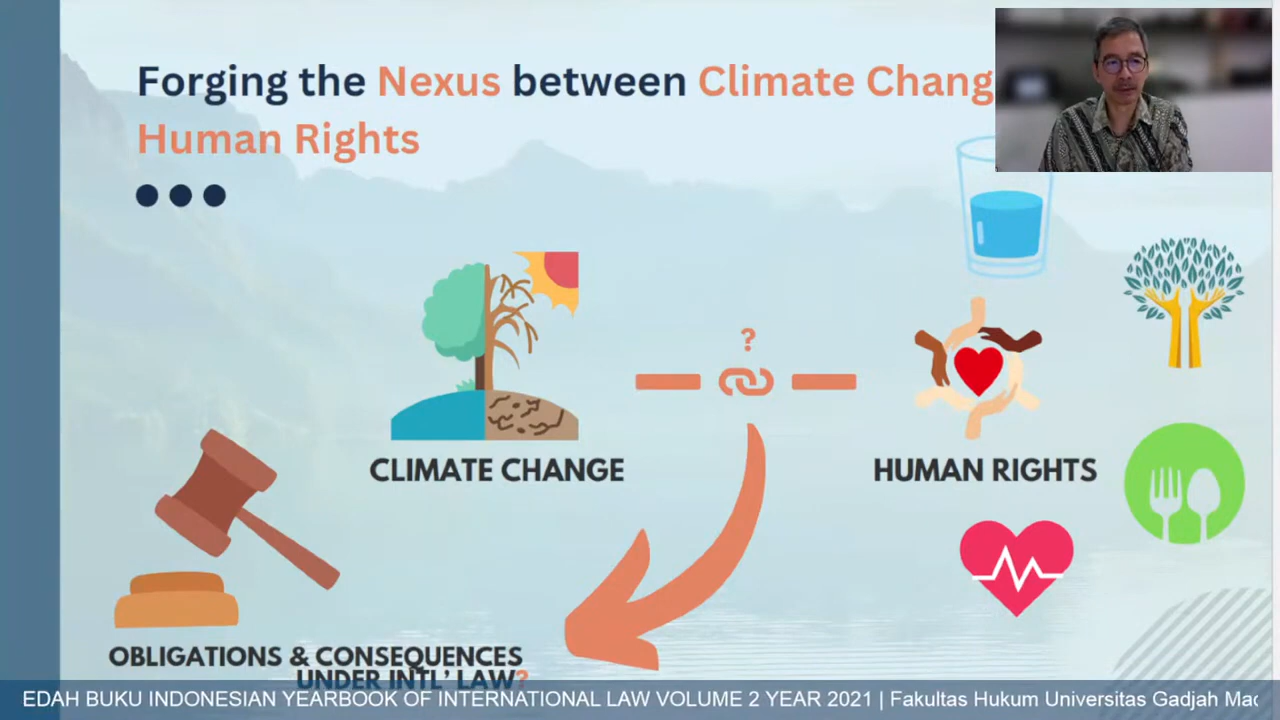 Forging the Nexus between Climate Chang
Human Rights
?
CLIMATE CHANGE
HUMAN RIGHTS
OBLIGATIONS & CONSEQUENCES
UNDER INTL' LAW?
EDAH BUKU INDONESIAN YEARBOOK OF INTERNATIONAL LAW VOLUME 2 YEAR 2021 | Fakultas Hukum Universitas Gadjah Mad